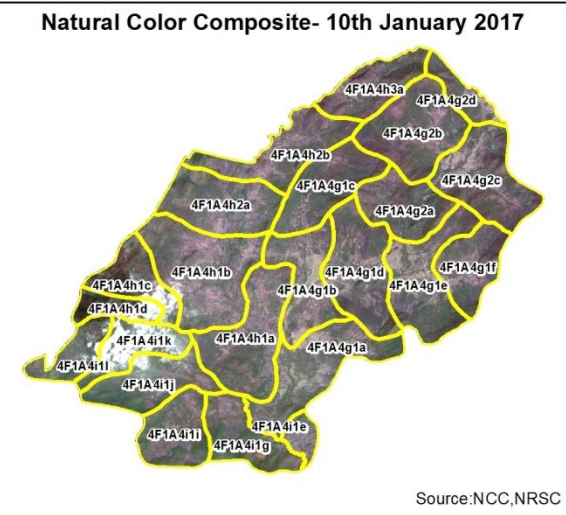 Natural Color Composite- 10th January 2017
4F1A4h3a
4F1A4g2d
4F1A4g2b
4F1A4h2b
4F1A4g1c
4F1A4g2c
4F1A4h2a
4F1A4g2a
4F1A4h1b
4F1A4g1d
4F1A4g1f
4F1A4h1c
4F1A4g1b
4F1A4g1e
4F1A4h1d
4F1A4i1k
4F1A4h1a
4F1A4g1a
4F1A4i1l
4F1A4i1j
4F1A4i1e
4F1A4i1i
4F1A4i1g
Source:NCC,NRSC